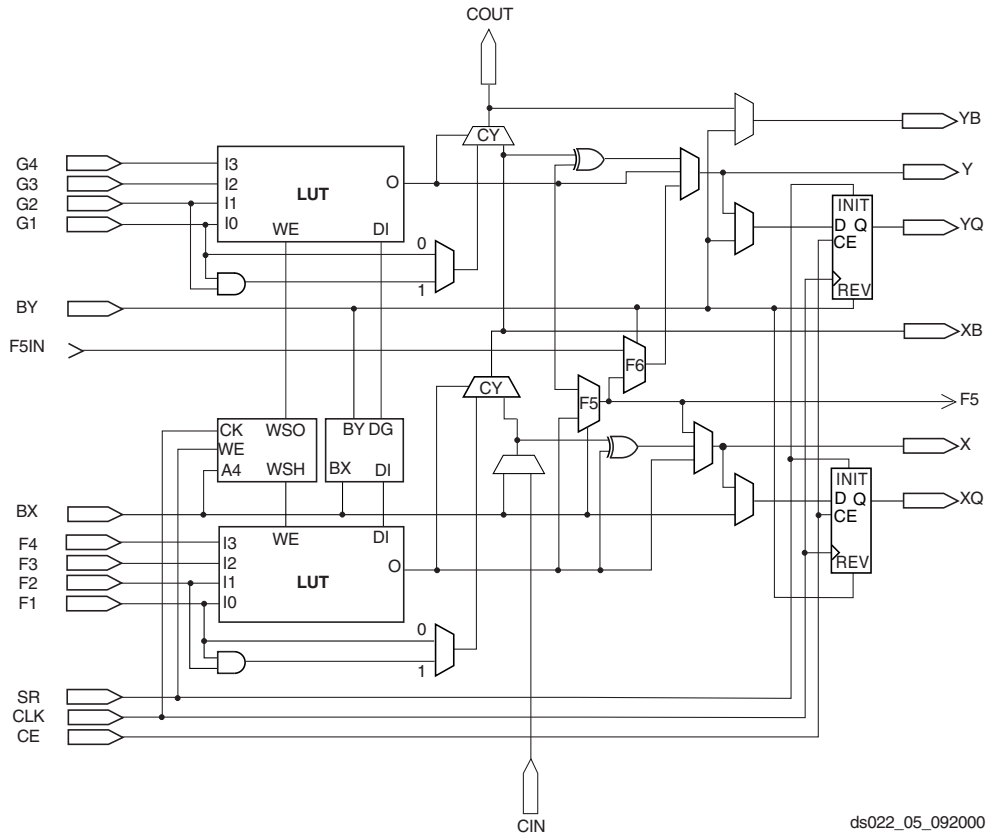 COUT
YB
CY
G4
G3
G2
G1
I3
I2
I1
I0
LUT
O
WE
DI
Y
INIT
D Q
CE
REV
YQ
0
1
BY
XB
F5IN
F6
CY
F5
F5
CK
WE
A4
WSO
WSH
BY DG
BX
DI
X
INIT
D Q
CE
REV
XQ
BX
F4
F3
F2
F1
WE
DI
I3
I2
I1
I0
LUT
O
0
1
SR
CLK
CE
CIN
ds022_05_092000